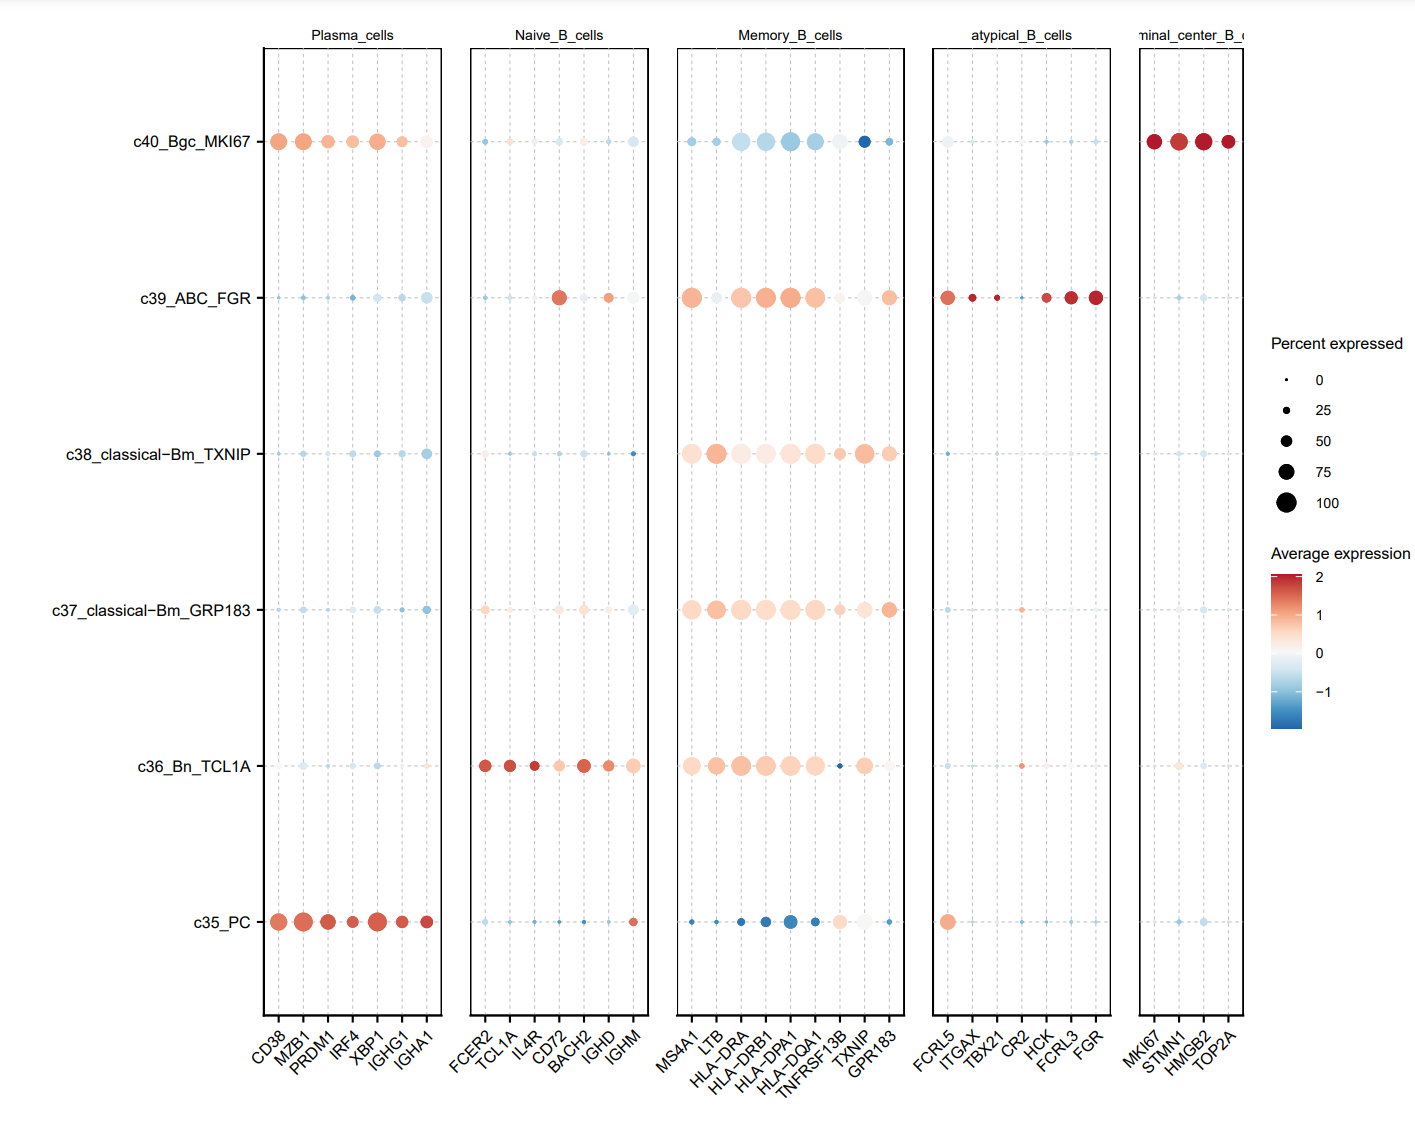 Plasma_cells
Naive_B_cells
Memory_B_cells
atypical_B_cells
minal_center_B_c
c40_Bgc_MKI67
c39_ABC_FGR
c38_classical−Bm_TXNIP
c37_classical−Bm_GRP183
c36_Bn_TCL1A
c35_PC
CD38
MZB1
PRDM1
IRF4
XBP1
IGHG1
IGHA1
FCER2
TCL1A
IL4R
CD72
BACH2
IGHD
IGHM
MS4A1
LTB
HLA−DRA
HLA−DRB1
HLA−DPA1
HLA−DQA1
TNFRSF13B
TXNIP
GPR183
FCRL5
ITGAX
TBX21
CR2
HCK
FCRL3
FGR
MKI67
STMN1
HMGB2
TOP2A
Percent expressed
0
25
50
75
100
Average expression
2
1
0
−1